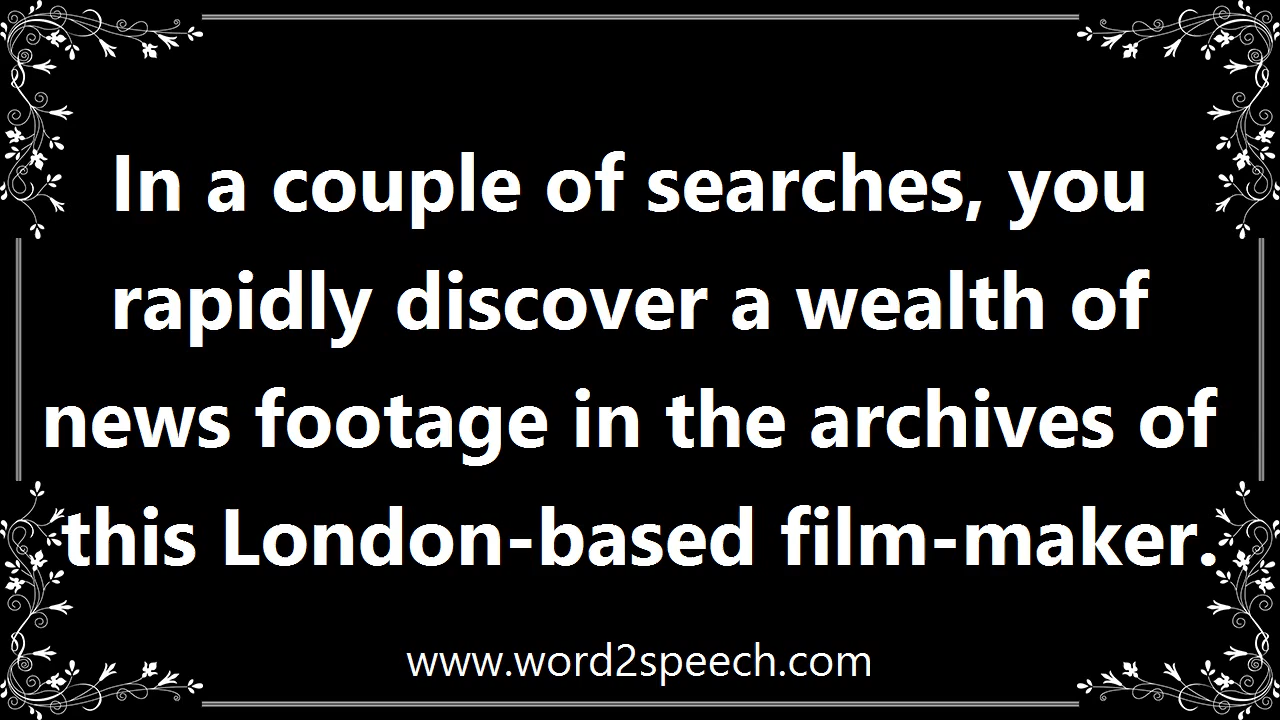 In a couple of searches, you
rapidly discover a wealth of
news footage in the archives of
this London-based film-maker.
www.word2speech.com